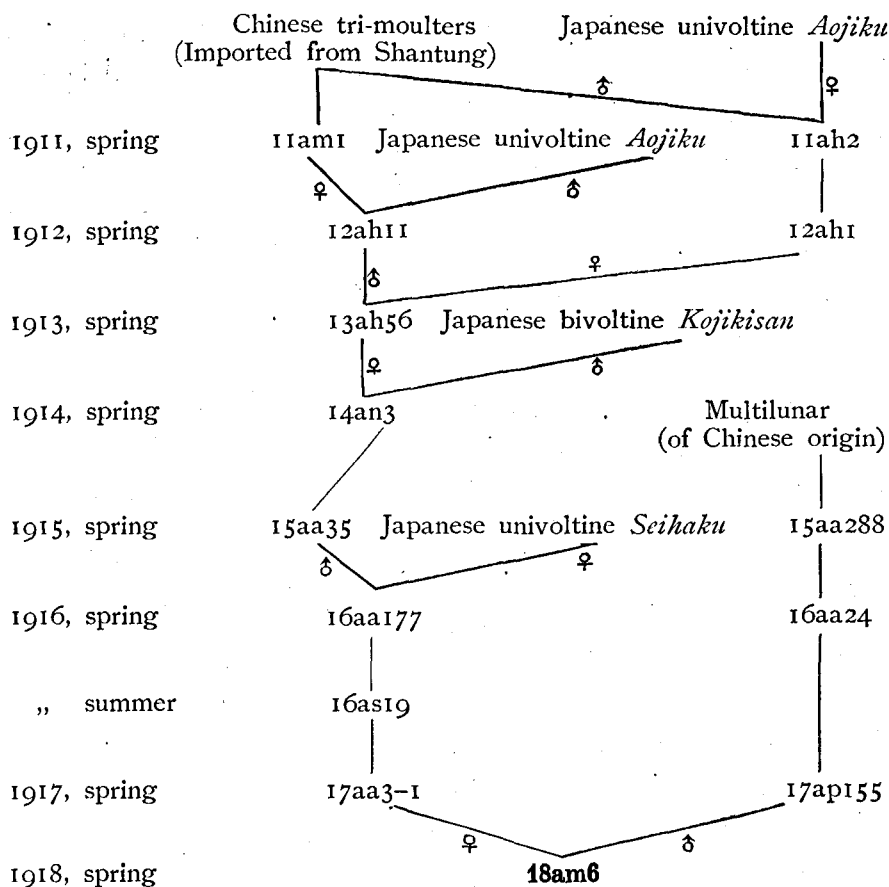 Chinese tri-moulters Japanese univoltine Aojiku
(Imported from Shantung)
♂ ♀
1911, spring 11am1 Japanese univoltine Aojiku 11ah2
♀ ♂
1912, spring 12ah11 12ah1
♂ ♀
1913, spring 13ah56 Japanese bivoltine Kojikisan
♀ ♂
1914, spring 14an3 Multilunar
(of Chinese origin)
1915, spring 15aa35 Japanese univoltine Seihaku 15aa288
♂ ♀
1916, spring 16aa177 16aa24
„ summer 16as19
1917, spring 17aa3-1 17ap155
♀ ♂
1918, spring 18am6